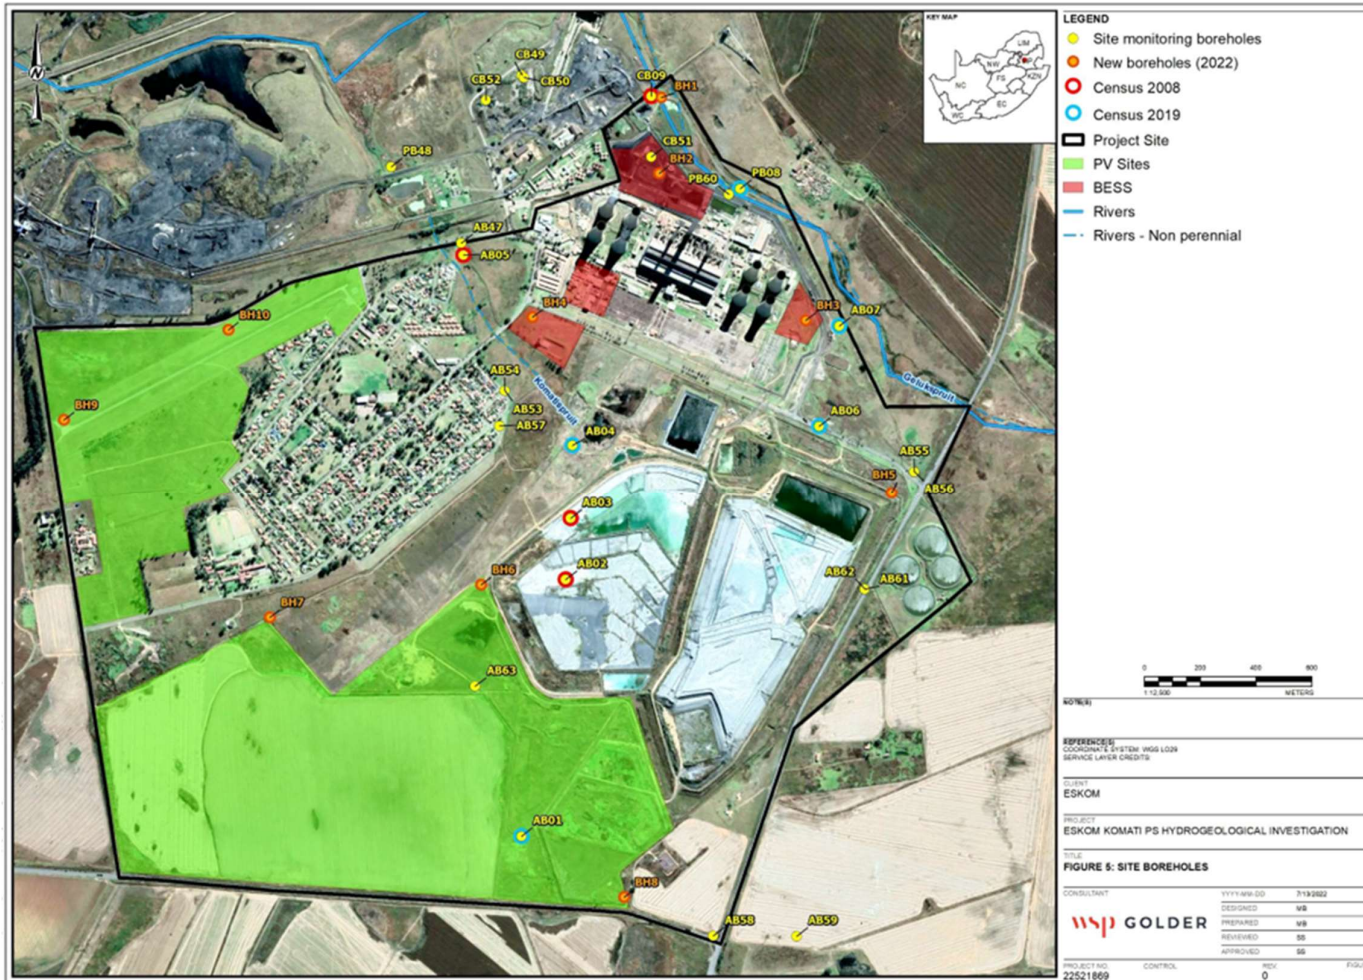 KEY MAP
LIM
NW
FS
KZN
NC
EC
WC
N
CB49
CB50
CB52
CB09
BH1
CB51
BH2
PB48
PB60
PB08
AB47
AB05
BH10
BH4
BH3
AB07
Geluksspruit
AB54
Komatispruit
BH9
AB53
AB57
AB04
AB06
AB55
BH5
AB56
AB03
AB02
BH6
AB62
AB61
BH7
AB63
AB01
BH8
AB58
AB59
LEGEND
Site monitoring boreholes
New boreholes (2022)
Census 2008
Census 2019
Project Site
PV Sites
BESS
Rivers
Rivers - Non perennial
0 200 400 600
1:12,500 METERS
NOTE(S)
REFERENCE(S)
COORDINATE SYSTEM: WGS LO29
SERVICE LAYER CREDITS:
CLIENT
ESKOM
PROJECT
ESKOM KOMATI PS HYDROGEOLOGICAL INVESTIGATION
TITLE
FIGURE 5: SITE BOREHOLES
CONSULTANT
YYYY-MM-DD 7/13/2022
DESIGNED MB
PREPARED MB
REVIEWED SS
APPROVED SS
wsp GOLDER
PROJECT NO. CONTROL REV. FIGU
22521869 0